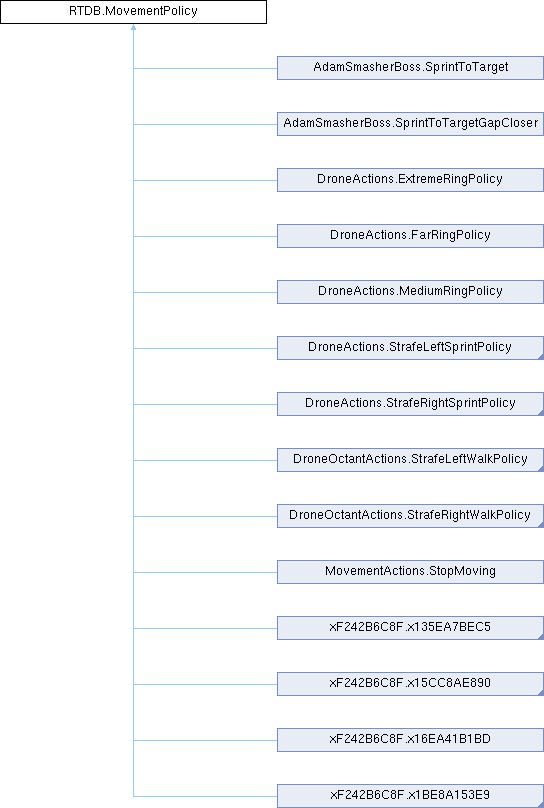 RTDB.MovementPolicy
AdamSmasherBoss.SprintToTarget
AdamSmasherBoss.SprintToTargetGapCloser
DroneActions.ExtremeRingPolicy
DroneActions.FarRingPolicy
DroneActions.MediumRingPolicy
DroneActions.StrafeLeftSprintPolicy
DroneActions.StrafeRightSprintPolicy
DroneOctantActions.StrafeLeftWalkPolicy
DroneOctantActions.StrafeRightWalkPolicy
MovementActions.StopMoving
xF242B6C8F.x135EA7BEC5
xF242B6C8F.x15CC8AE890
xF242B6C8F.x16EA41B1BD
xF242B6C8F.x1BE8A153E9